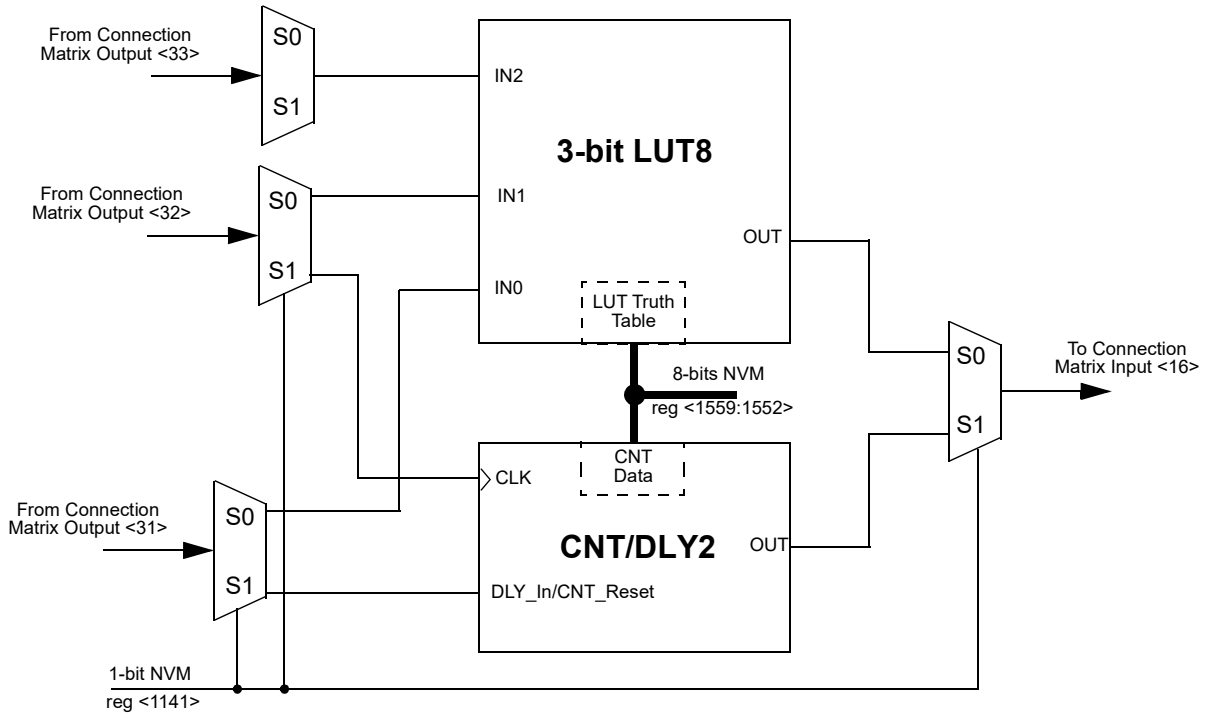 From Connection
Matrix Output <33>
S0
S1
IN2
3-bit LUT8
From Connection
Matrix Output <32>
S0
S1
IN1
IN0
OUT
LUT Truth
Table
8-bits NVM
reg <1559:1552>
S0
S1
To Connection
Matrix Input <16>
CNT
Data
CLK
From Connection
Matrix Output <31>
S0
S1
CNT/DLY2
OUT
DLY_In/CNT_Reset
1-bit NVM
reg <1141>